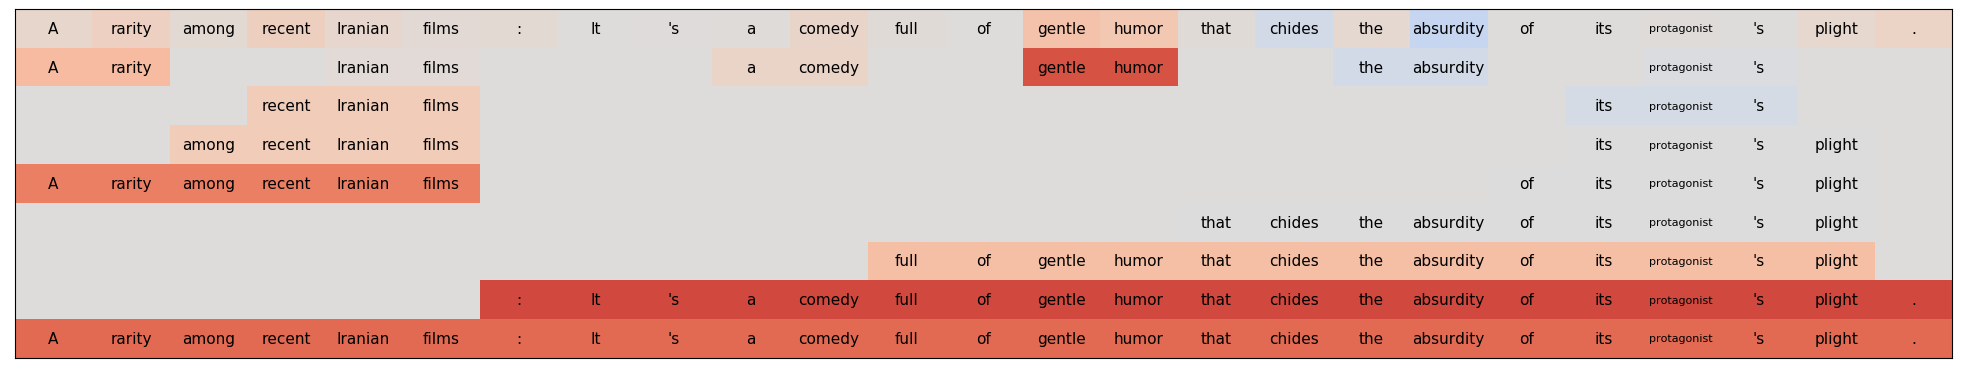 A rarity among recent Iranian films : It 's a comedy full of gentle humor that chides the absurdity of its protagonist 's plight .
A rarity Iranian films a comedy gentle humor the absurdity protagonist 's
recent Iranian films its protagonist 's
among recent Iranian films its protagonist 's plight
A rarity among recent Iranian films of its protagonist 's plight
that chides the absurdity of its protagonist 's plight
full of gentle humor that chides the absurdity of its protagonist 's plight
: It 's a comedy full of gentle humor that chides the absurdity of its protagonist 's plight .
A rarity among recent Iranian films : It 's a comedy full of gentle humor that chides the absurdity of its protagonist 's plight .